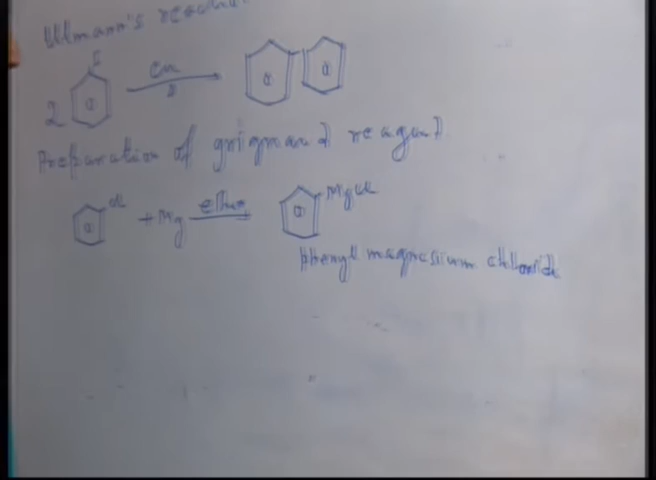 Ullmann's reaction
2 I Cu
Preparation of grignard reagent
Cl + Mg ether MgCl
phenyl magnesium chloride